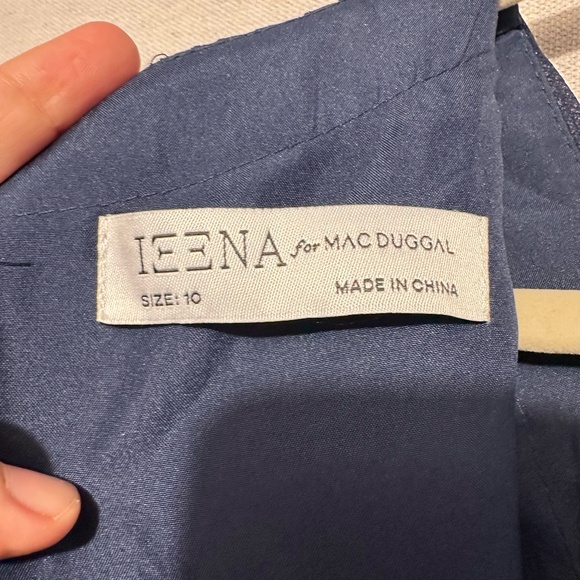 IEENA for MAC DUGGAL
SIZE: 10
MADE IN CHINA